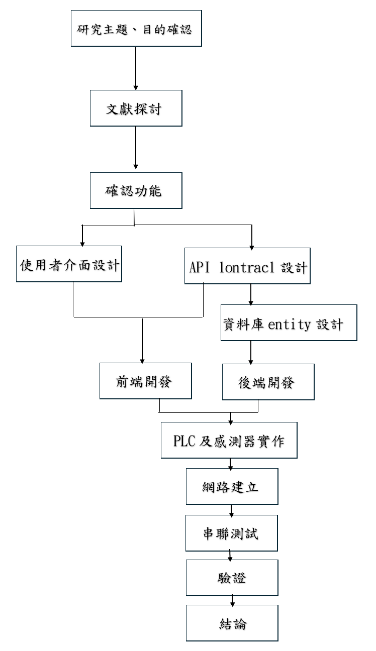 研究主題、目的確認
文獻探討
確認功能
使用者介面設計
API lontracl 設計
資料庫 entity 設計
前端開發
後端開發
PLC 及感測器實作
網路建立
串聯測試
驗證
結論